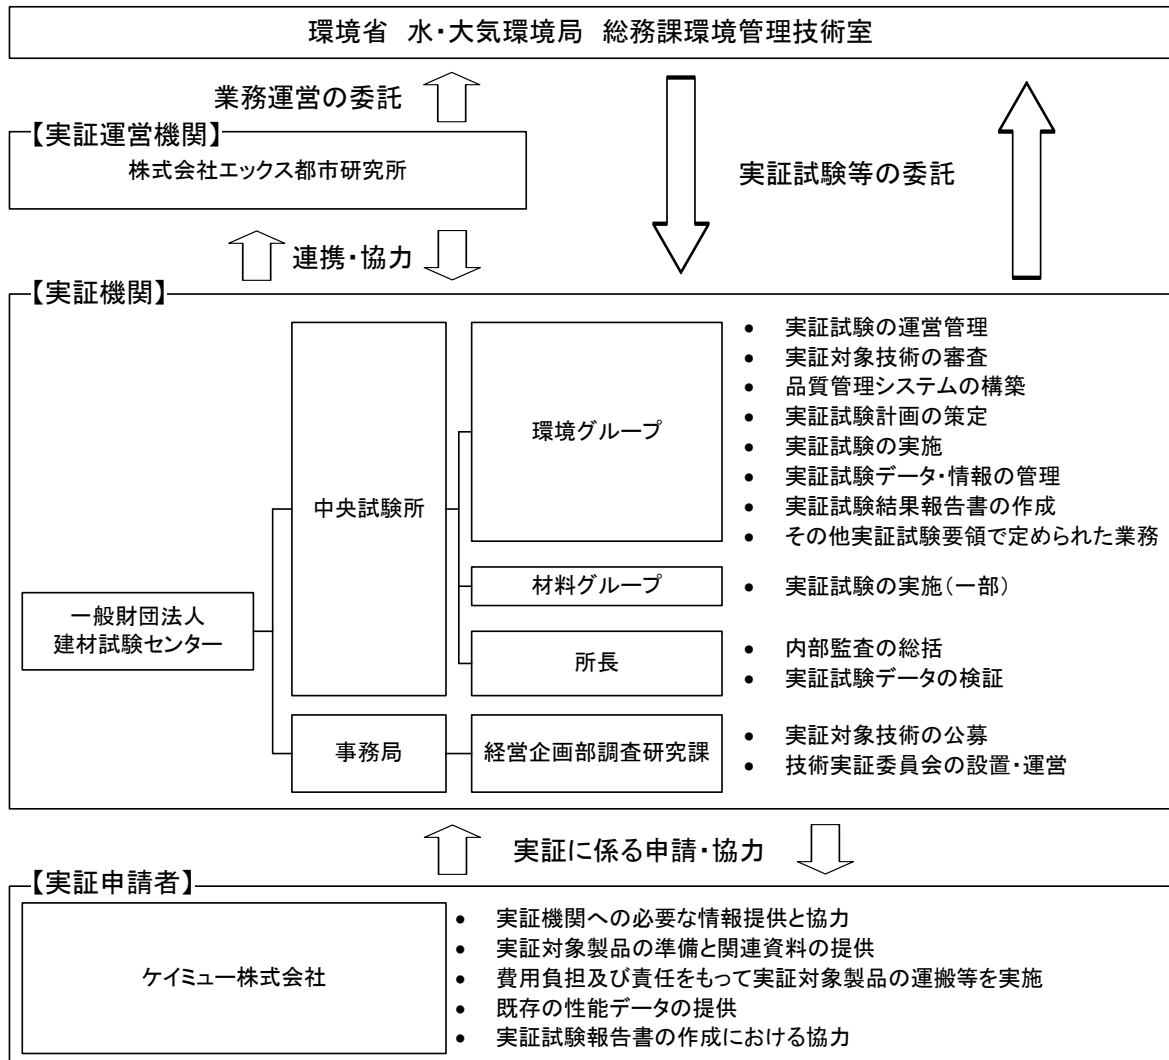 環境省 水・大気環境局 総務課環境管理技術室
業務運営の委託
【実証運営機関】
株式会社エックス都市研究所
実証試験等の委託
連携・協力
【実証機関】
一般財団法人
建材試験センター
中央試験所
環境グループ
• 実証試験の運営管理
• 実証対象技術の審査
• 品質管理システムの構築
• 実証試験計画の策定
• 実証試験の実施
• 実証試験データ・情報の管理
• 実証試験結果報告書の作成
• その他実証試験要領で定められた業務
材料グループ
• 実証試験の実施（一部）
所長
• 内部監査の総括
• 実証試験データの検証
事務局
経営企画部調査研究課
• 実証対象技術の公募
• 技術実証委員会の設置・運営
実証に係る申請・協力
【実証申請者】
ケイミュー株式会社
• 実証機関への必要な情報提供と協力
• 実証対象製品の準備と関連資料の提供
• 費用負担及び責任をもって実証対象製品の運搬等を実施
• 既存の性能データの提供
• 実証試験報告書の作成における協力